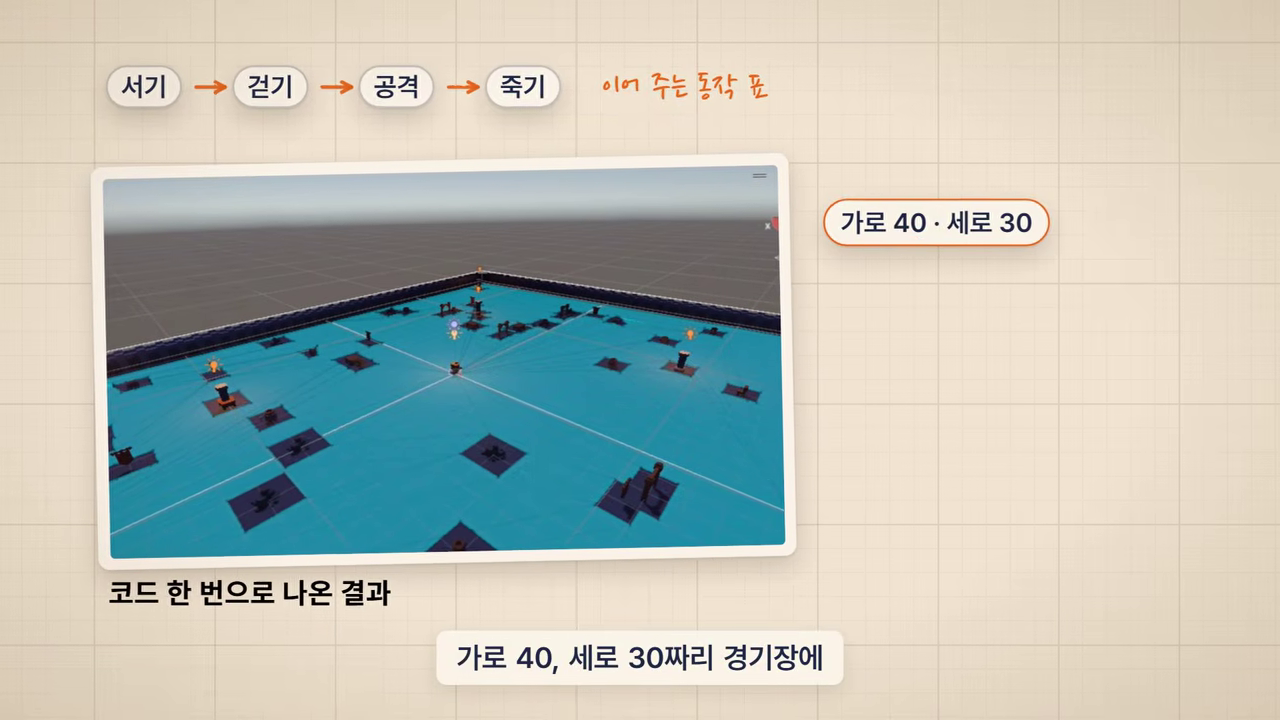 서기 → 걷기 → 공격 → 죽기 이어 주는 동작 표
가로 40 · 세로 30
코드 한 번으로 나온 결과
가로 40, 세로 30짜리 경기장에